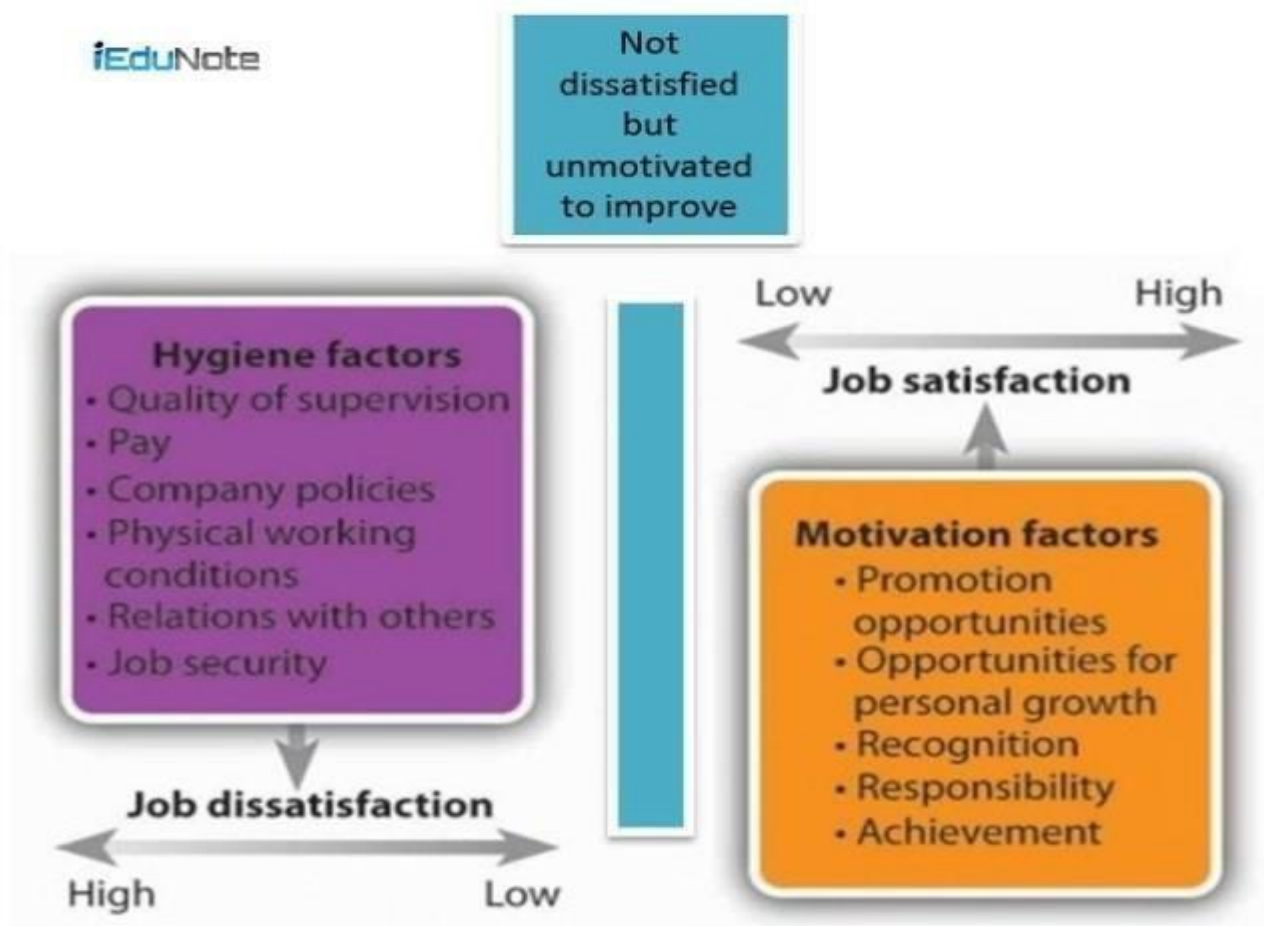 iEduNote
Not
dissatisfied
but
unmotivated
to improve
Hygiene factors
• Quality of supervision
• Pay
• Company policies
• Physical working
conditions
• Relations with others
• Job security
Job dissatisfaction
High Low
Low High
Job satisfaction
Motivation factors
• Promotion
opportunities
• Opportunities for
personal growth
• Recognition
• Responsibility
• Achievement